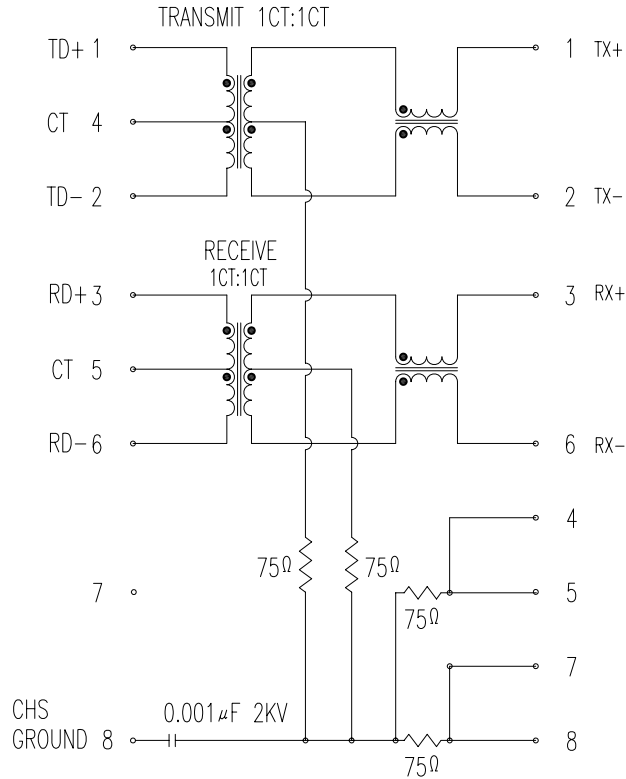 TRANSMIT 1CT:1CT
TD+ 1
1 TX+
CT 4
TD- 2
2 TX-
RECEIVE
1CT:1CT
RD+ 3
3 RX+
CT 5
RD- 6
6 RX-
4
75Ω
75Ω
7
5
75Ω
7
CHS
GROUND 8
0.001μF 2KV
8
75Ω